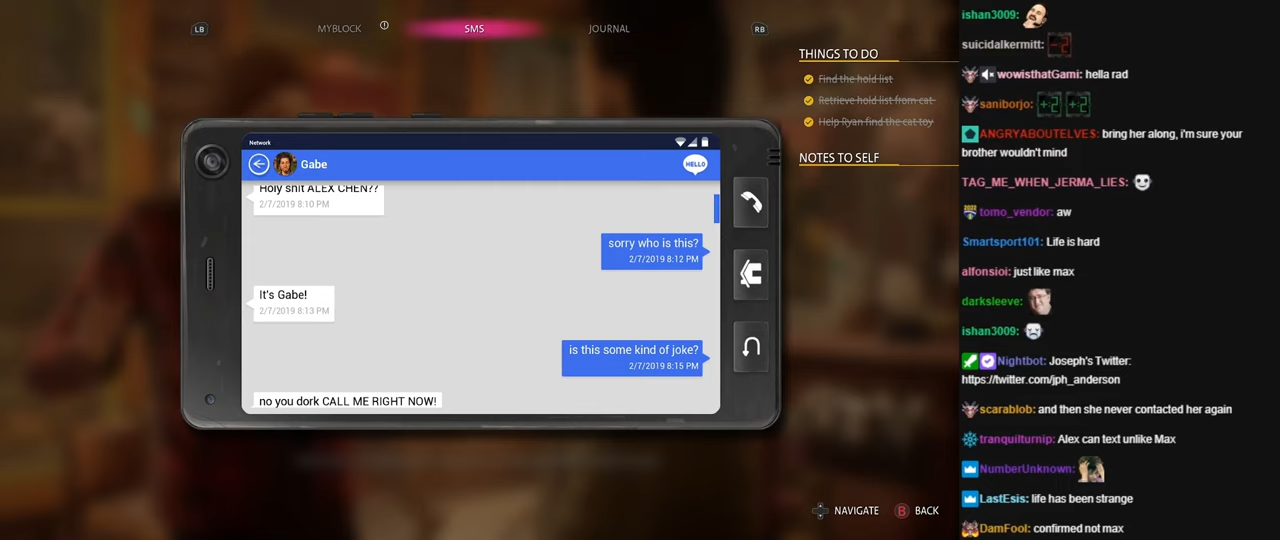 LB
MYBLOCK
SMS
JOURNAL
RB
THINGS TO DO
Find the hold list
Retrieve hold list from cat
Help Ryan find the cat toy
NOTES TO SELF
Network
Gabe
HELLO
Holy shit ALEX CHEN??
2/7/2019 8:10 PM
sorry who is this?
2/7/2019 8:12 PM
It's Gabe!
2/7/2019 8:13 PM
is this some kind of joke?
2/7/2019 8:15 PM
no you dork CALL ME RIGHT NOW!
NAVIGATE
B BACK
ishan3009:
suicidalkermitt: -2
wowisthatGami: hella rad
saniborjo: +2 +2
ANGRYABOUTELVES: bring her along, i'm sure your
brother wouldn't mind
TAG_ME_WHEN_JERMA_LIES:
tomo_vendor: aw
Smartsport101: Life is hard
alfonsioi: just like max
darksleeve:
ishan3009:
Nightbot: Joseph's Twitter:
https://twitter.com/jph_anderson
scarablob: and then she never contacted her again
tranquilturnip: Alex can text unlike Max
NumberUnknown:
LastEsis: life has been strange
DamFool: confirmed not max